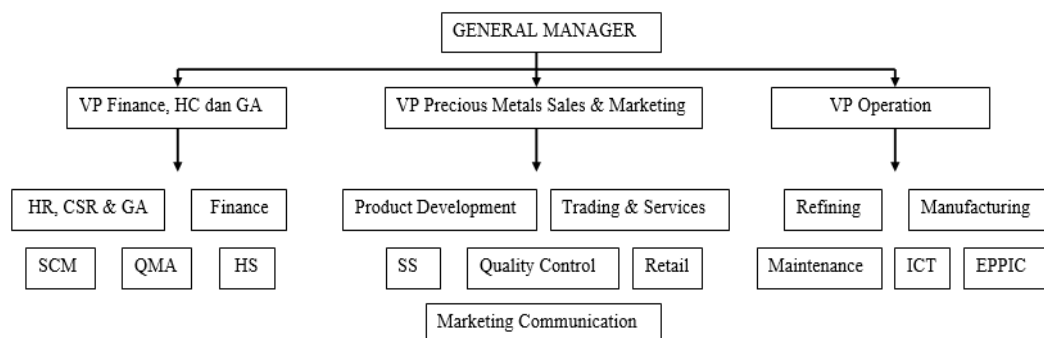 GENERAL MANAGER
VP Finance, HC dan GA
VP Precious Metals Sales & Marketing
VP Operation
HR, CSR & GA
Finance
Product Development
Trading & Services
Refining
Manufacturing
SCM
QMA
HS
SS
Quality Control
Retail
Maintenance
ICT
EPPIC
Marketing Communication